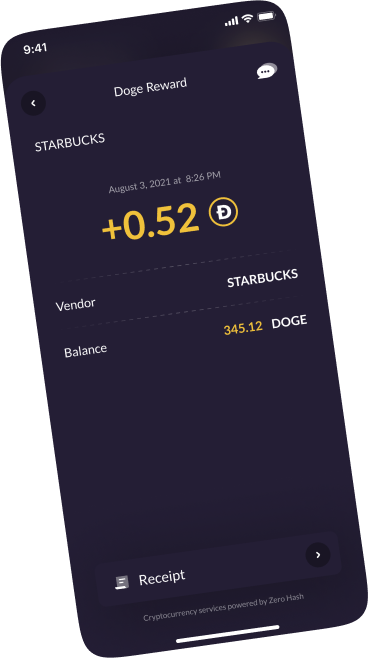 9:41
Doge Reward
STARBUCKS
August 3, 2021 at 8:26 PM
+0.52 Ð
Vendor STARBUCKS
Balance 345.12 DOGE
Receipt
Cryptocurrency services powered by Zero Hash